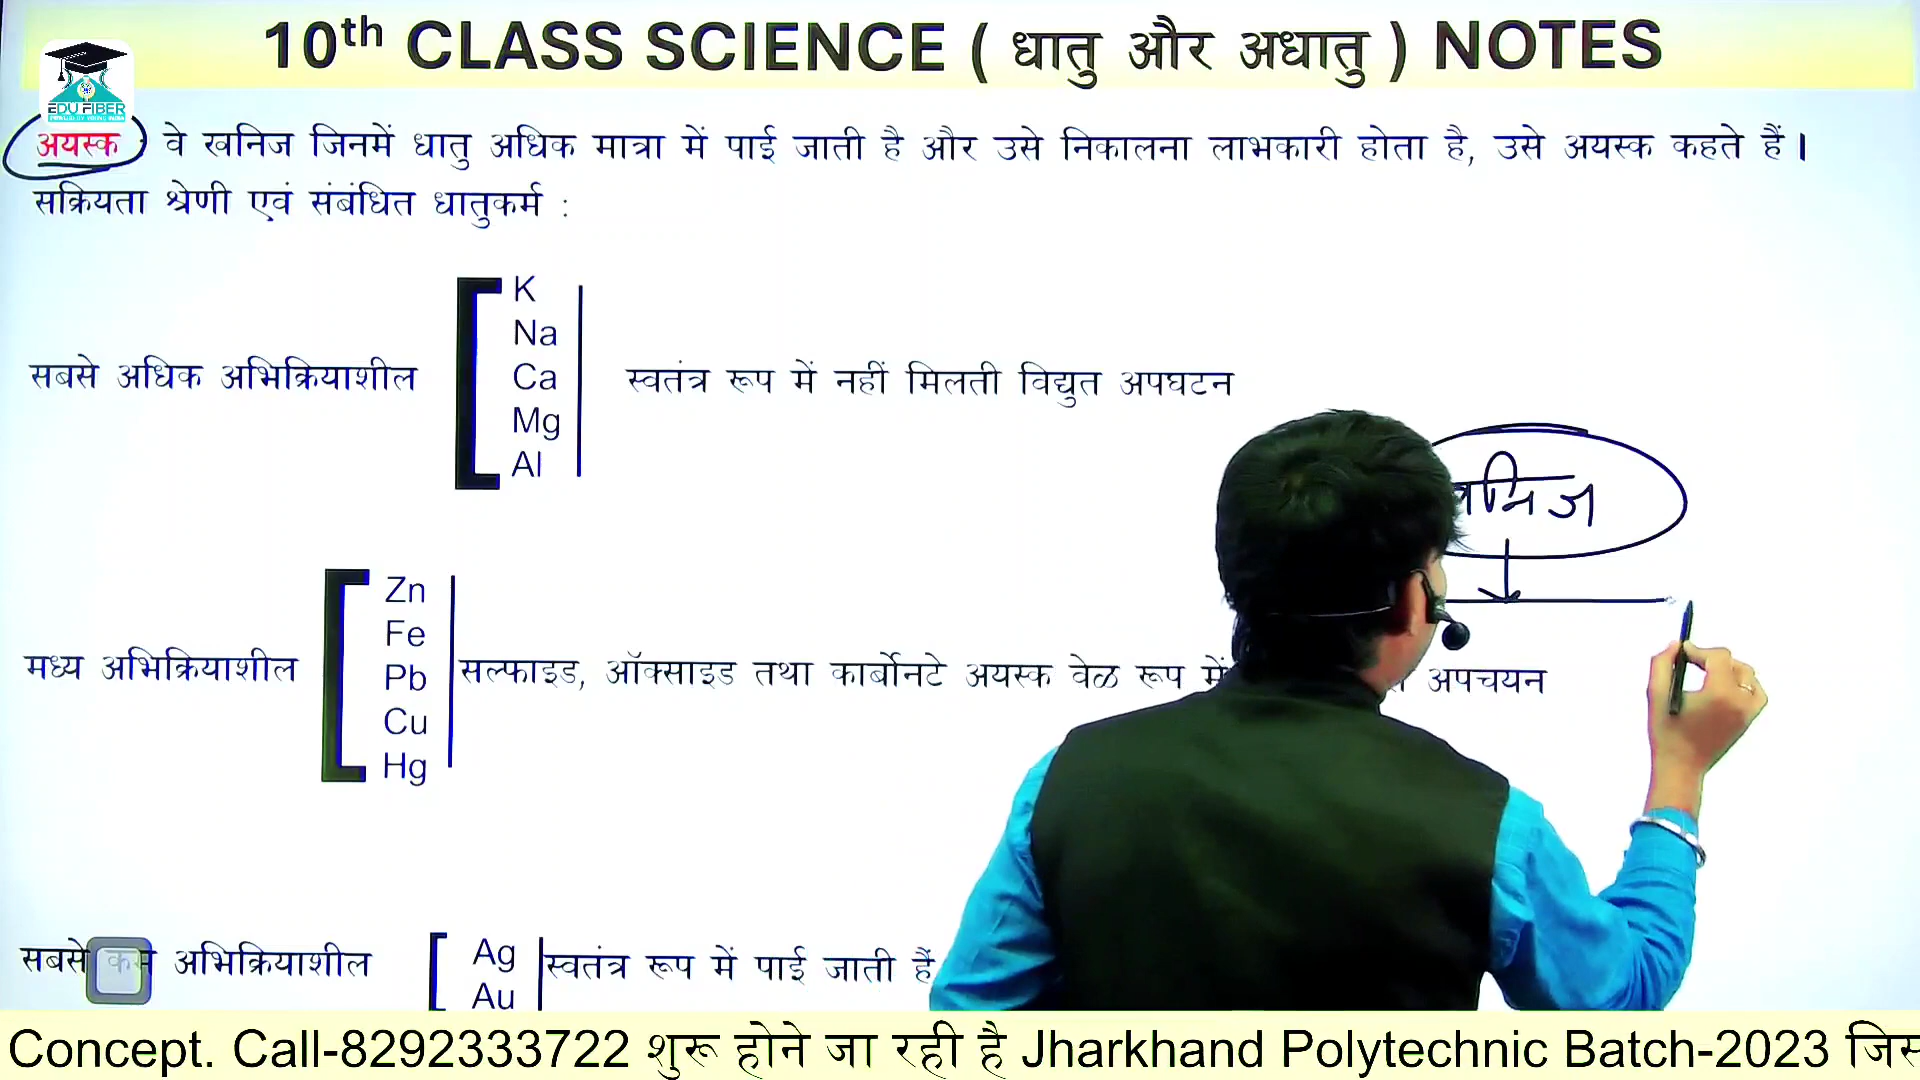 10th CLASS SCIENCE ( धातु और अधातु ) NOTES
EDU FIBER
अयस्क : वे खनिज जिनमें धातु अधिक मात्रा में पाई जाती है और उसे निकालना लाभकारी होता है, उसे अयस्क कहते हैं।
सक्रियता श्रेणी एवं संबंधित धातुकर्म :
K
Na
सबसे अधिक अभिक्रियाशील Ca स्वतंत्र रूप में नहीं मिलती विद्युत अपघटन
Mg
Al
निज
Zn
Fe
मध्य अभिक्रियाशील Pb सल्फाइड, ऑक्साइड तथा कार्बोनटे अयस्क वेळ रूप में अपचयन
Cu
Hg
सबसे कम अभिक्रियाशील Ag स्वतंत्र रूप में पाई जाती हैं
Au
Concept. Call-8292333722 शुरू होने जा रही है Jharkhand Polytechnic Batch-2023 जिस